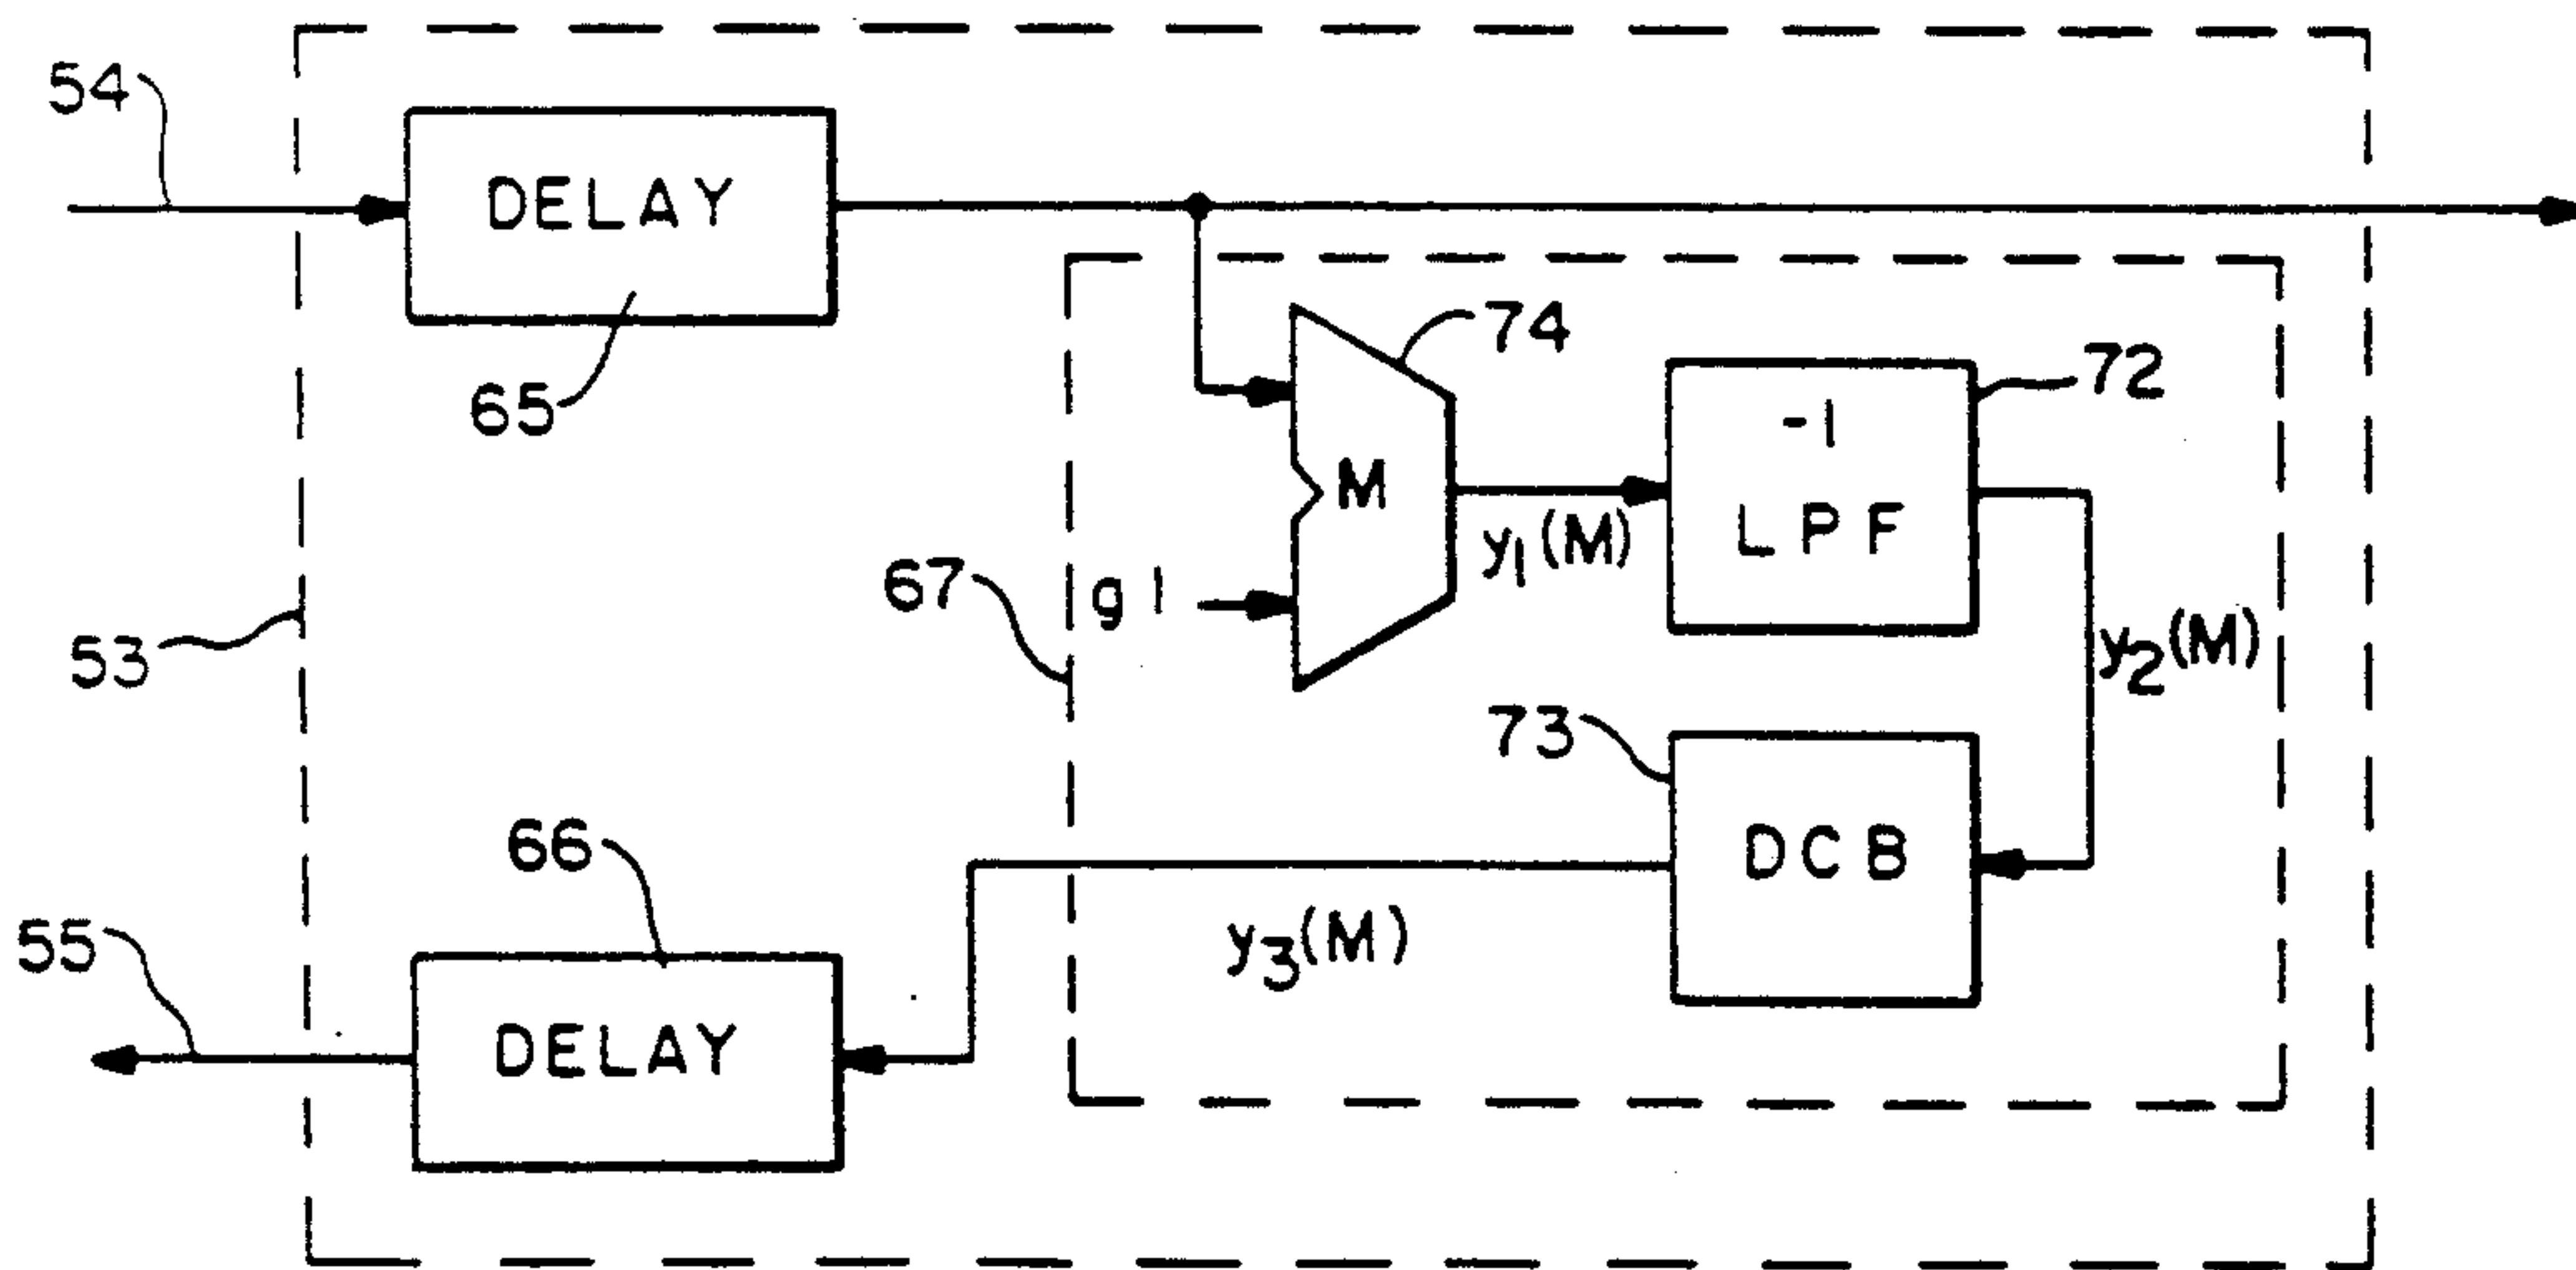 54
DELAY
65
74
72
M
-1
LPF
y₁(M)
67
g1
53
y₂(M)
73
DCB
66
y₃(M)
55
DELAY